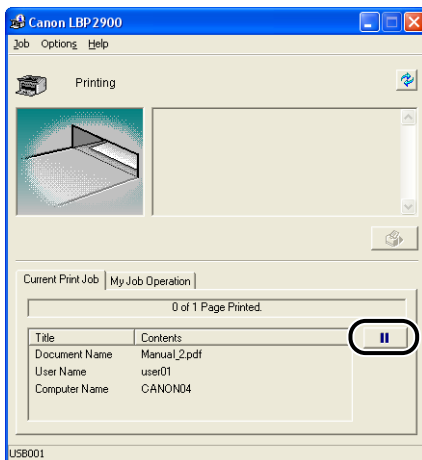 Canon LBP2900
Job Options Help
Printing
Current Print Job My Job Operation
0 of 1 Page Printed.
Title Contents
Document Name Manual_2.pdf
User Name user01
Computer Name CANON04
USB001